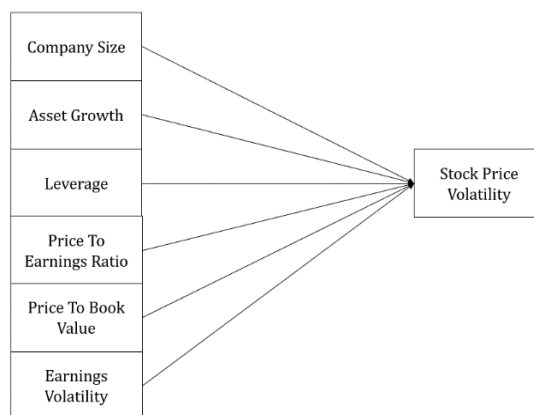 Company Size
Asset Growth
Leverage
Price To
Earnings Ratio
Price To Book
Value
Earnings
Volatility
Stock Price
Volatility